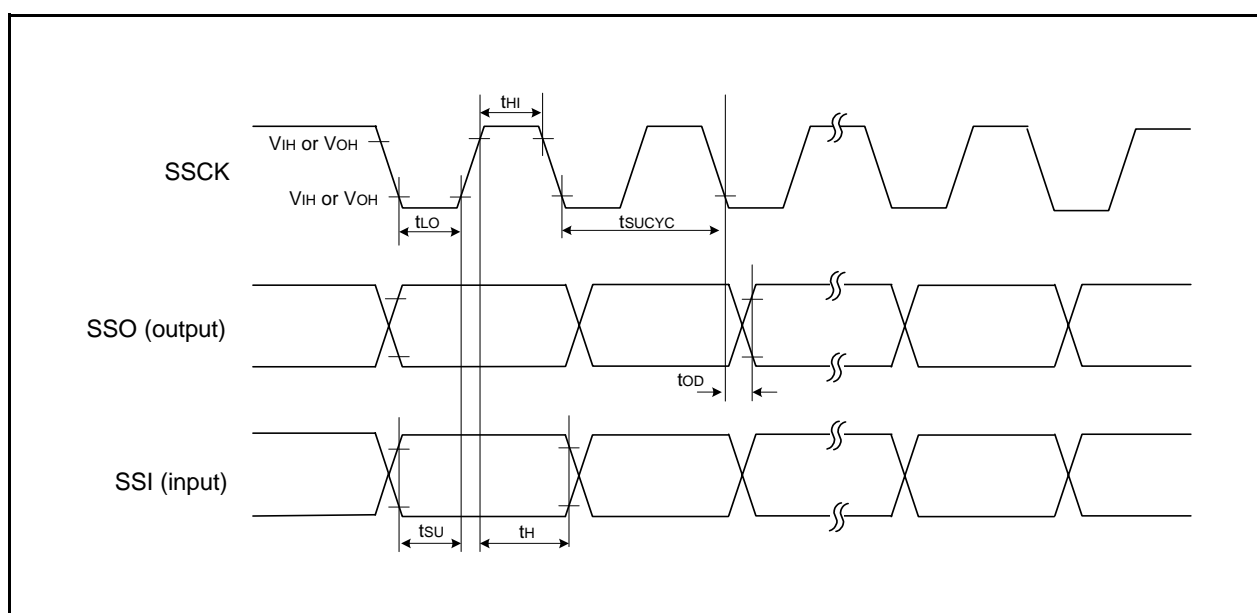 tHI
VIH or VOH
SSCK
VIH or VOH
tLO
tSUCYC
SSO (output)
tOD
SSI (input)
tSU
tH